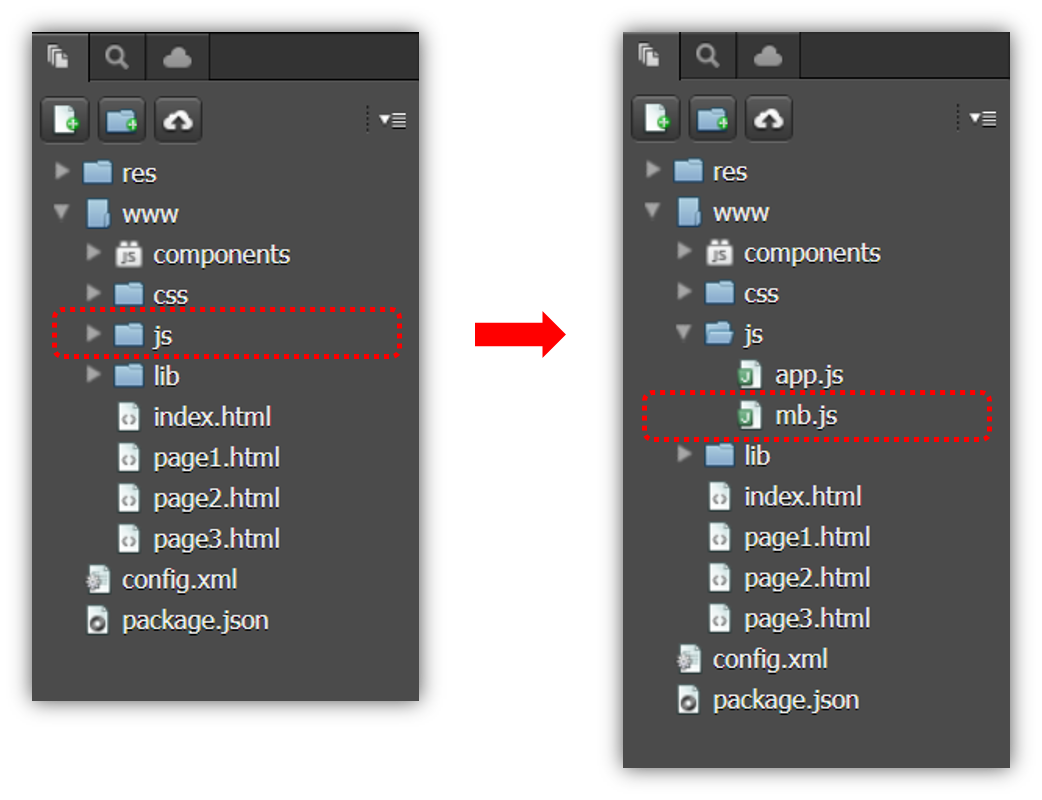 res
www
components
css
js
lib
index.html
page1.html
page2.html
page3.html
config.xml
package.json
res
www
components
css
js
app.js
mb.js
lib
index.html
page1.html
page2.html
page3.html
config.xml
package.json